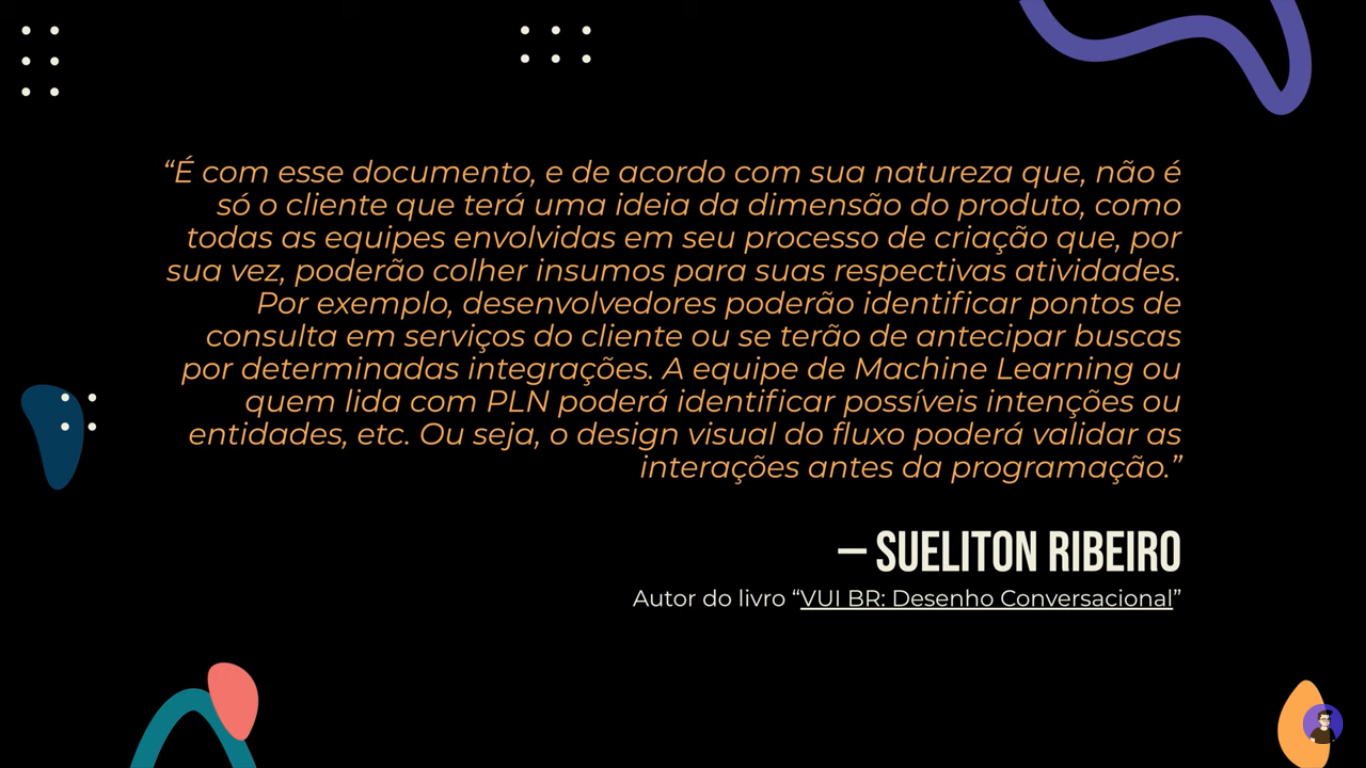 “É com esse documento, e de acordo com sua natureza que, não é
só o cliente que terá uma ideia da dimensão do produto, como
todas as equipes envolvidas em seu processo de criação que, por
sua vez, poderão colher insumos para suas respectivas atividades.
Por exemplo, desenvolvedores poderão identificar pontos de
consulta em serviços do cliente ou se terão de antecipar buscas
por determinadas integrações. A equipe de Machine Learning ou
quem lida com PLN poderá identificar possíveis intenções ou
entidades, etc. Ou seja, o design visual do fluxo poderá validar as
interações antes da programação.”
— SUELITON RIBEIRO
Autor do livro “VUI BR: Desenho Conversacional”